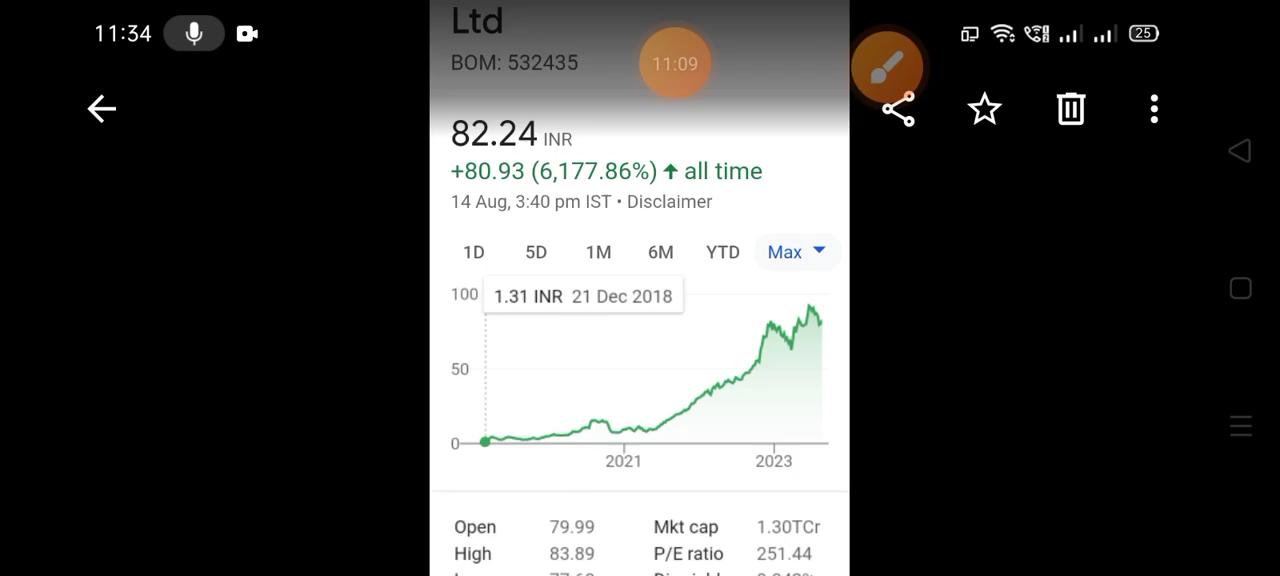 11:34
25
Ltd
BOM: 532435
11:09
82.24 INR
+80.93 (6,177.86%) all time
14 Aug, 3:40 pm IST • Disclaimer
1D 5D 1M 6M YTD Max
100
1.31 INR 21 Dec 2018
50
0
2021 2023
Open 79.99 Mkt cap 1.30TCr
High 83.89 P/E ratio 251.44